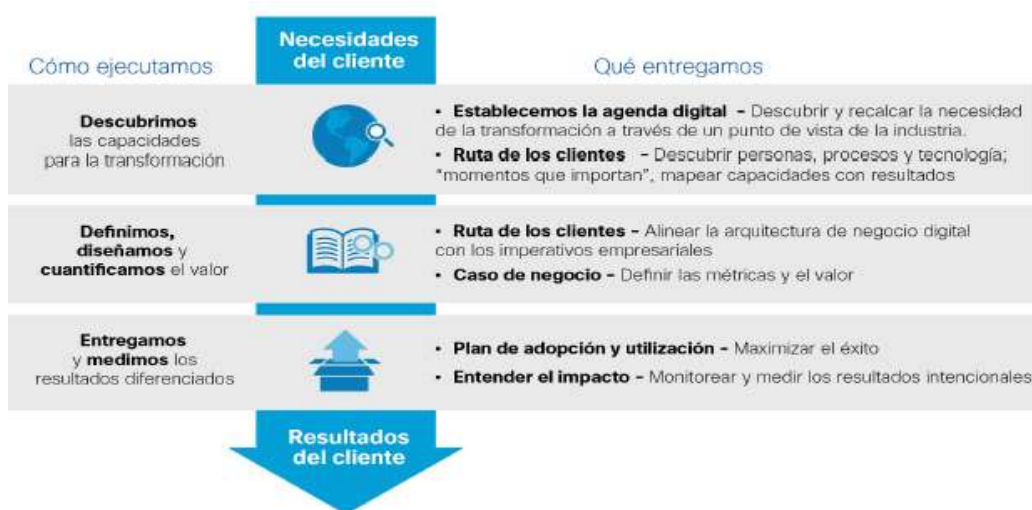 Cómo ejecutamos
Necesidades
del cliente
Qué entregamos
Descubrimos
las capacidades
para la transformación
• Establecemos la agenda digital – Descubrir y recalcar la necesidad
de la transformación a través de un punto de vista de la industria.
• Ruta de los clientes – Descubrir personas, procesos y tecnología;
"momentos que importan", mapear capacidades con resultados
Definimos,
diseñamos y
cuantificamos el valor
• Ruta de los clientes – Alinear la arquitectura de negocio digital
con los imperativos empresariales
• Caso de negocio – Definir las métricas y el valor
Entregamos
y medimos los
resultados diferenciados
• Plan de adopción y utilización – Maximizar el éxito
• Entender el impacto – Monitorear y medir los resultados intencionales
Resultados
del cliente